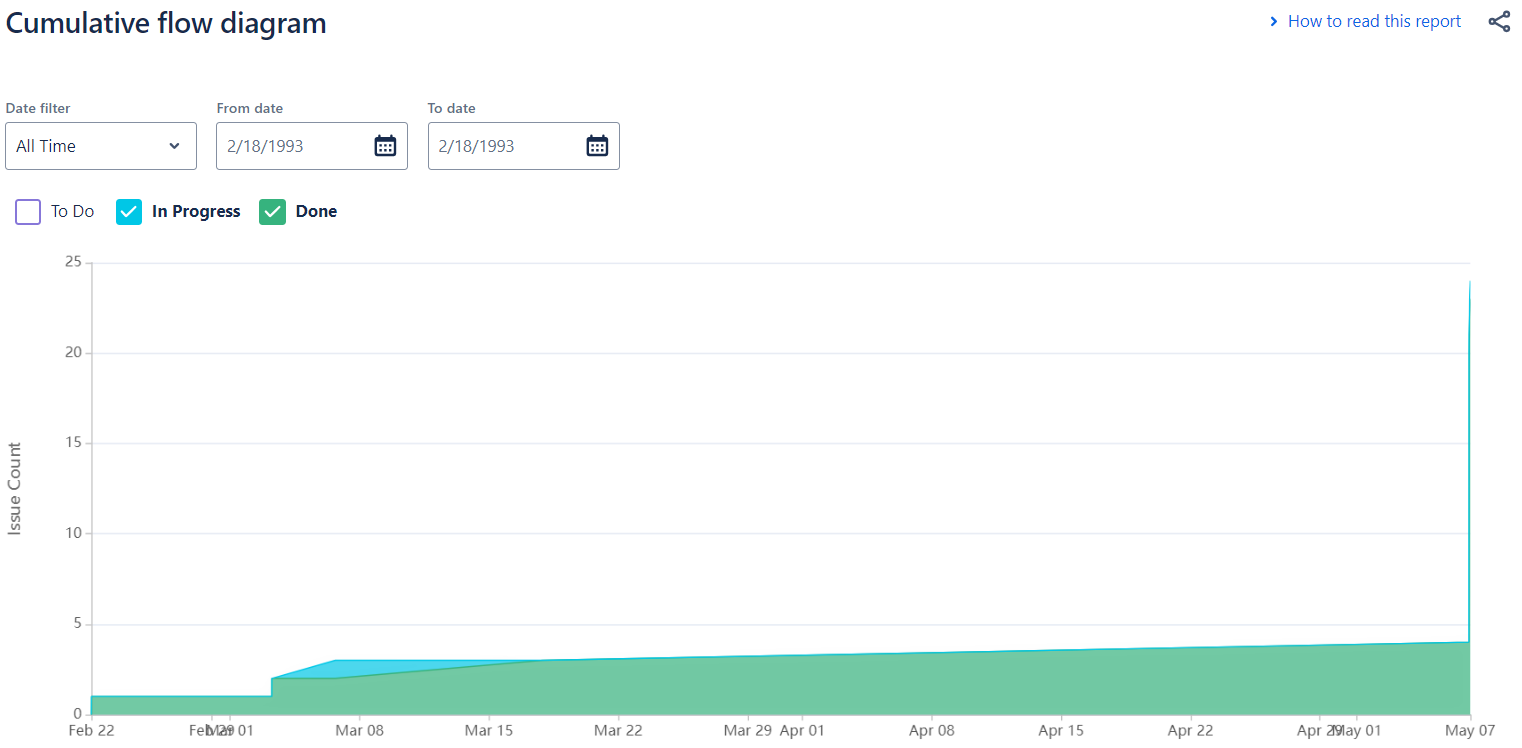 Cumulative flow diagram
How to read this report
Date filter
From date
To date
All Time
2/18/1993
2/18/1993
To Do
In Progress
Done
Issue Count
25
20
15
10
5
0
Feb 22
Feb 29
Mar 01
Mar 08
Mar 15
Mar 22
Mar 29
Apr 01
Apr 08
Apr 15
Apr 22
Apr 29
May 01
May 07